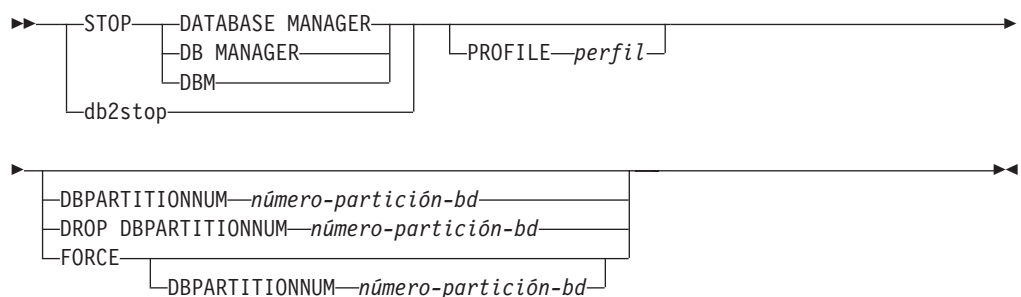 STOP DATABASE MANAGER
DB MANAGER PROFILE perfil
DBM
db2stop
DBPARTITIONNUM número-partición-bd
DROP DBPARTITIONNUM número-partición-bd
FORCE
DBPARTITIONNUM número-partición-bd